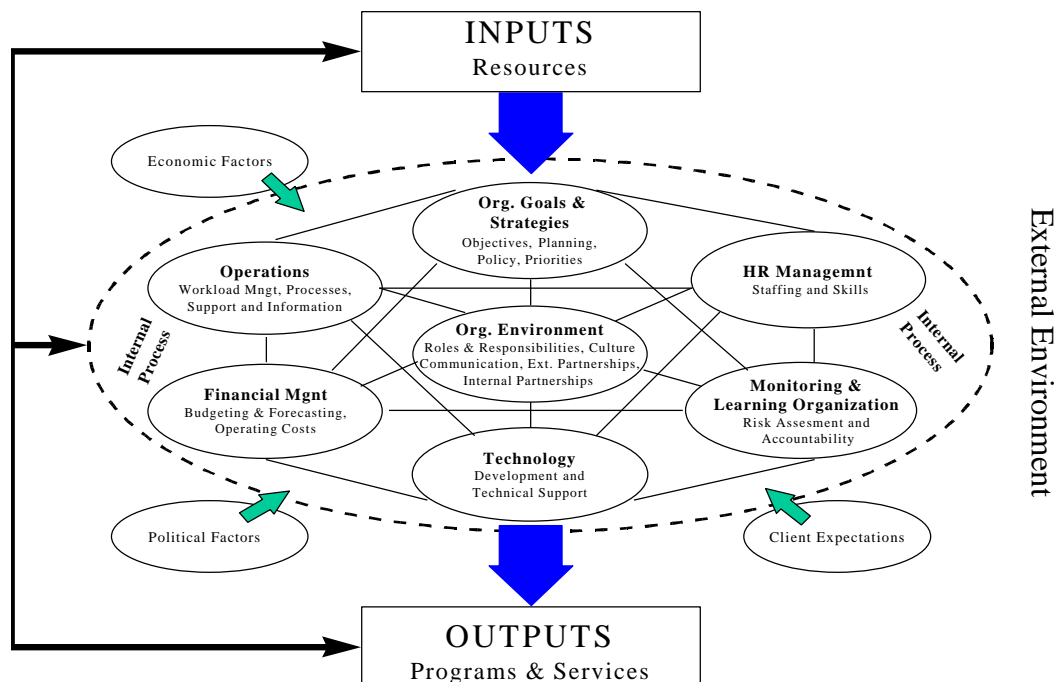 INPUTS
Resources
Economic Factors
Org. Goals &
Strategies
Objectives, Planning,
Policy, Priorities
Operations
Workload Mngt, Processes,
Support and Information
HR Managemnt
Staffing and Skills
Internal
Process
Org. Environment
Roles & Responsibilities, Culture
Communication, Ext. Partnerships,
Internal Partnerships
Internal
Process
External Environment
Financial Mgnt
Budgeting & Forecasting,
Operating Costs
Monitoring &
Learning Organization
Risk Assesment and
Accountability
Technology
Development and
Technical Support
Political Factors
Client Expectations
OUTPUTS
Programs & Services